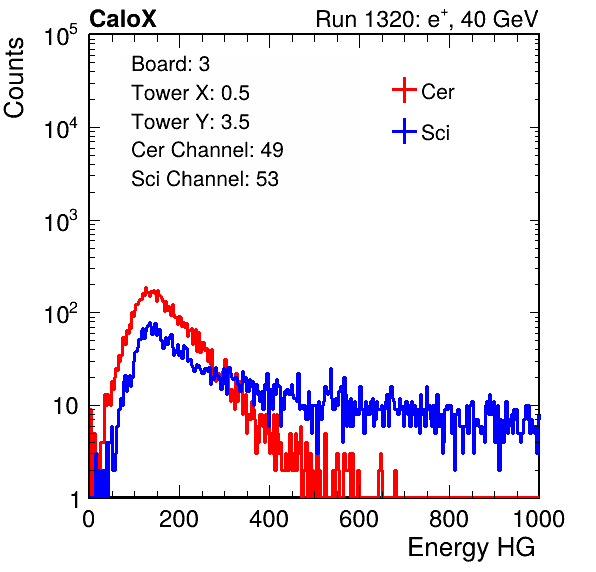 CaloX Run 1320: e⁺, 40 GeV
Counts
10⁵
10⁴
10³
10²
10
1
Board: 3
Tower X: 0.5
Tower Y: 3.5
Cer Channel: 49
Sci Channel: 53
Cer
Sci
0 200 400 600 800 1000
Energy HG